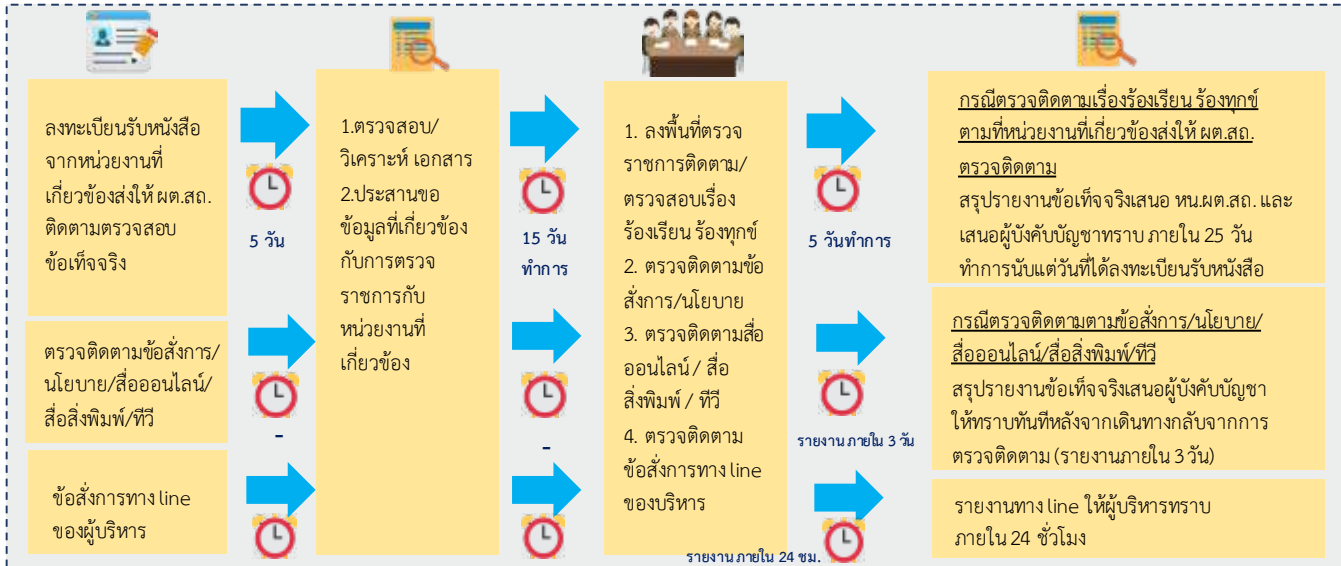 ลงทะเบียนรับหนังสือ
จากหน่วยงานที่
เกี่ยวข้องส่งให้ ผต.สถ.
ติดตามตรวจสอบ
ข้อเท็จจริง
5 วัน
1.ตรวจสอบ/
วิเคราะห์ เอกสาร
2.ประสานขอ
ข้อมูลที่เกี่ยวข้อง
กับการตรวจ
ราชการกับ
หน่วยงานที่
เกี่ยวข้อง
15 วัน
ทำการ
1. ลงพื้นที่ตรวจ
ราชการติดตาม/
ตรวจสอบเรื่อง
ร้องเรียน ร้องทุกข์
2. ตรวจติดตามข้อ
สั่งการ/นโยบาย
3. ตรวจติดตามสื่อ
ออนไลน์ / สื่อ
สิ่งพิมพ์ / ทีวี
4. ตรวจติดตาม
ข้อสั่งการทาง line
ของบริหาร
5 วันทำการ
กรณีตรวจติดตามเรื่องร้องเรียน ร้องทุกข์
ตามที่หน่วยงานที่เกี่ยวข้องส่งให้ ผต.สถ.
ตรวจติดตาม
สรุปรายงานข้อเท็จจริงเสนอ หน.ผต.สถ. และ
เสนอผู้บังคับบัญชาทราบ ภายใน 25 วัน
ทำการนับแต่วันที่ได้ลงทะเบียนรับหนังสือ
ตรวจติดตามข้อสั่งการ/
นโยบาย/สื่อออนไลน์/
สื่อสิ่งพิมพ์/ทีวี
-
-
รายงาน ภายใน 3 วัน
กรณีตรวจติดตามตามข้อสั่งการ/นโยบาย/
สื่อออนไลน์/สื่อสิ่งพิมพ์/ทีวี
สรุปรายงานข้อเท็จจริงเสนอผู้บังคับบัญชา
ให้ทราบทันทีหลังจากเดินทางกลับจากการ
ตรวจติดตาม (รายงานภายใน 3 วัน)
ข้อสั่งการทาง line
ของผู้บริหาร
รายงาน ภายใน 24 ชม.
รายงานทาง line ให้ผู้บริหารทราบ
ภายใน 24 ชั่วโมง